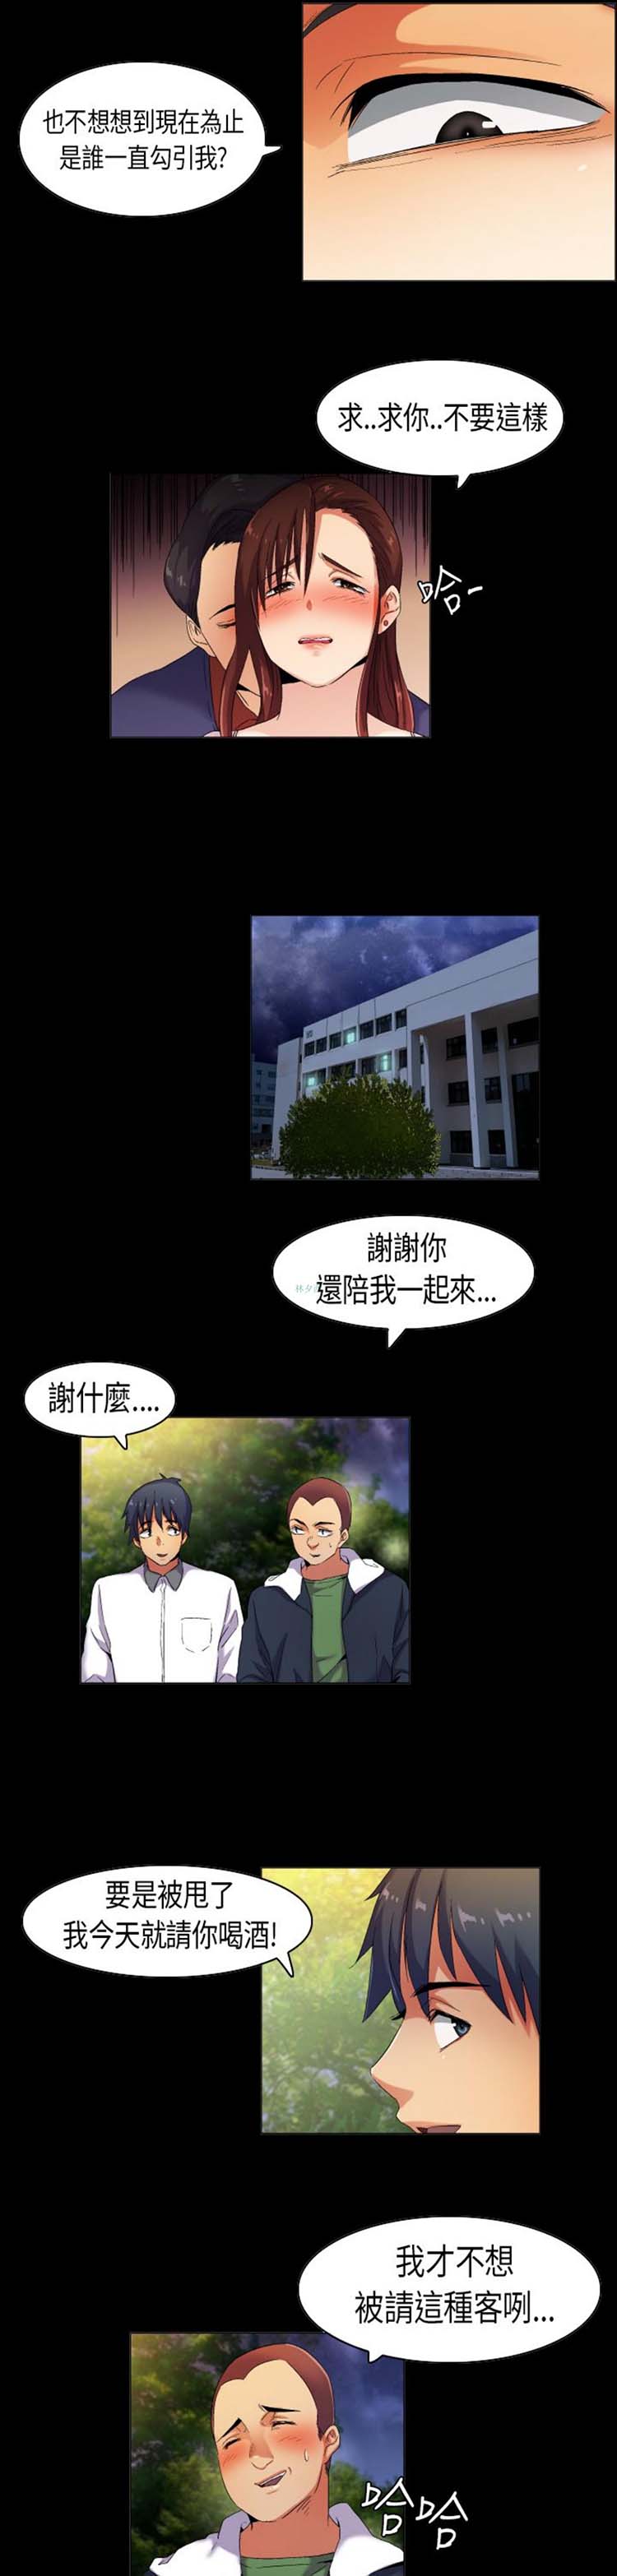 也不想想到現在為止
是誰一直勾引我?
求..求你..不要這樣
哈-
謝謝你
還陪我一起來...
謝什麼....
要是被甩了
我今天就請你喝酒!
我才不想
被請這種客咧...
哈哈